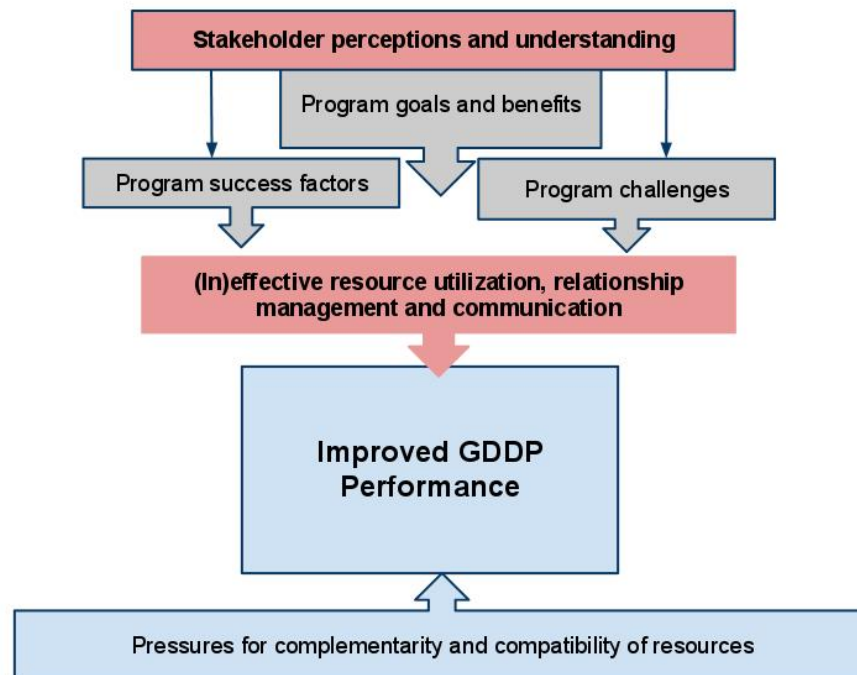 Stakeholder perceptions and understanding
Program goals and benefits
Program success factors
Program challenges
(In)effective resource utilization, relationship
management and communication
Improved GDDP
Performance
Pressures for complementarity and compatibility of resources